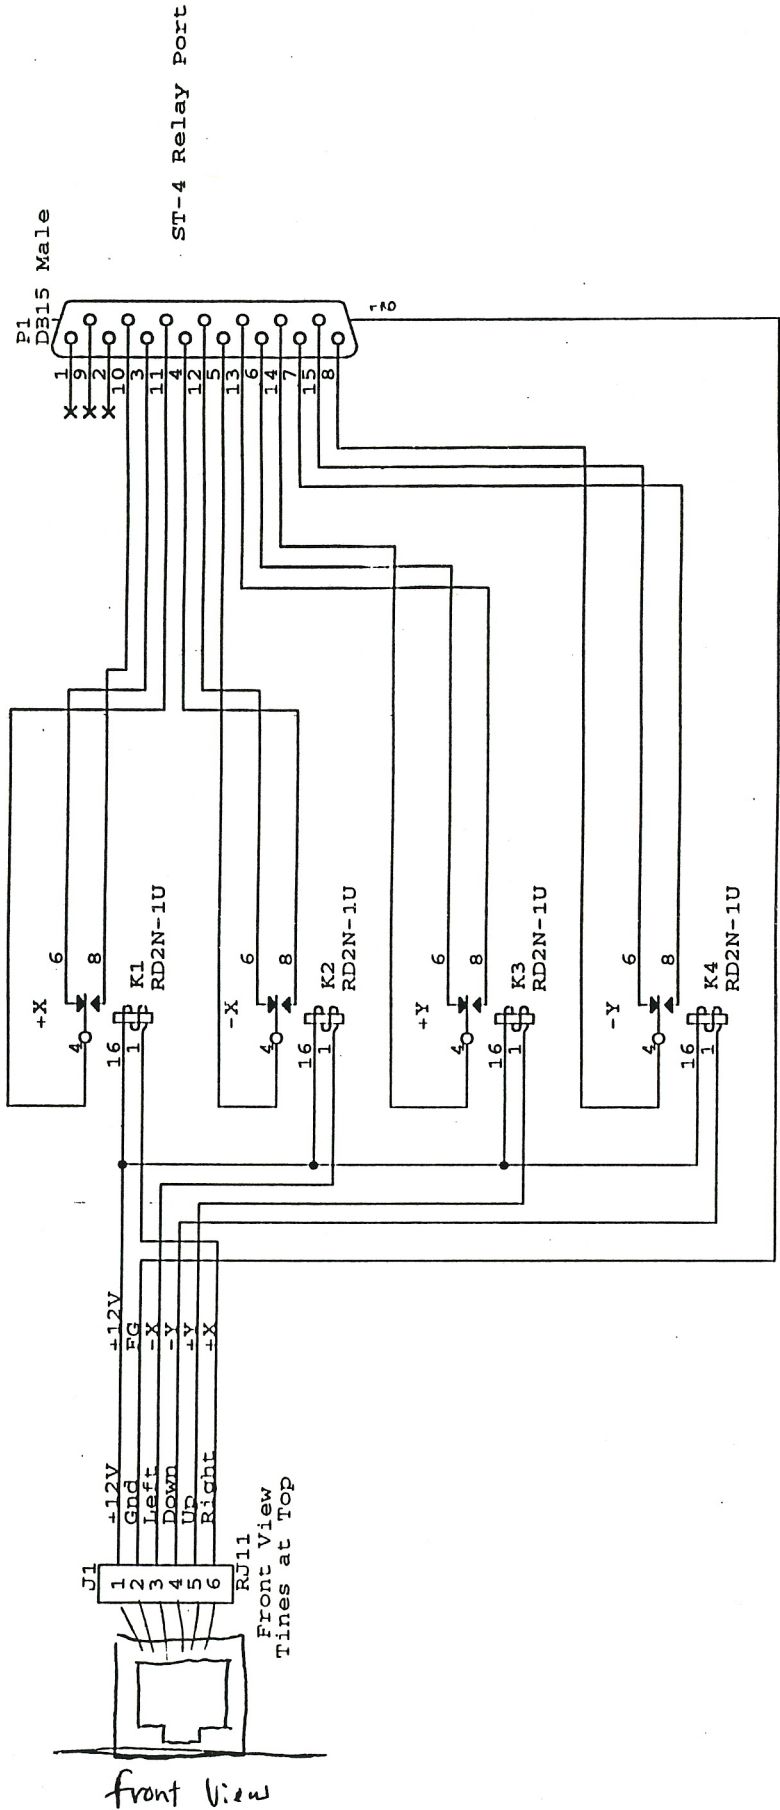 ST-4 Relay Port
P1
DB15 Male
1
9
2
10
3
11
4
12
5
13
6
14
7
15
8
+X
6
8
4
16
1
K1
RD2N-1U
-X
6
8
4
16
1
K2
RD2N-1U
+Y
6
8
4
16
1
K3
RD2N-1U
-Y
6
8
4
16
1
K4
RD2N-1U
+12V +12V
Gnd FG
Left -X
Down -Y
Up +Y
Right +X
J1
1
2
3
4
5
6
RJ11
Front View
Tines at Top
front View